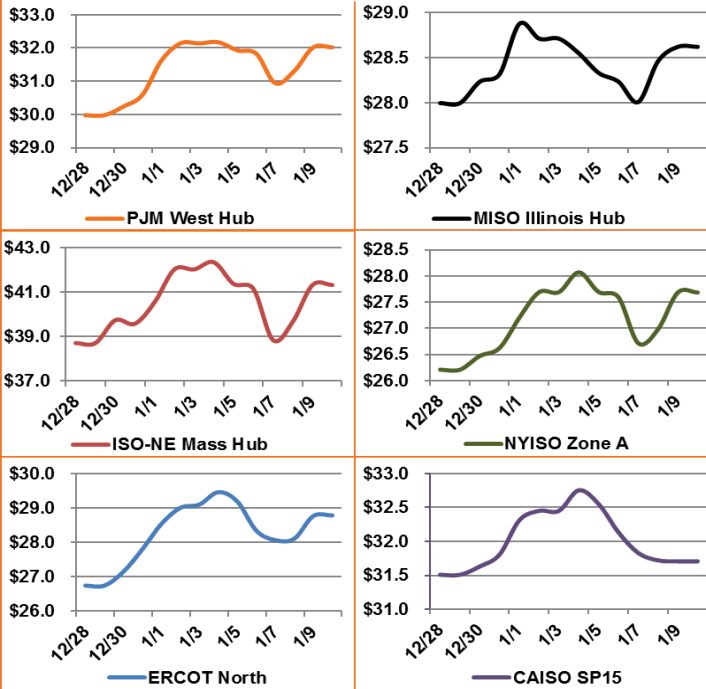 $33.0
$32.0
$31.0
$30.0
$29.0
12/28 12/30 1/1 1/3 1/5 1/7 1/9
PJM West Hub
$29.0
$28.5
$28.0
$27.5
12/28 12/30 1/1 1/3 1/5 1/7 1/9
MISO Illinois Hub
$43.0
$41.0
$39.0
$37.0
12/28 12/30 1/1 1/3 1/5 1/7 1/9
ISO-NE Mass Hub
$28.5
$28.0
$27.5
$27.0
$26.5
$26.0
12/28 12/30 1/1 1/3 1/5 1/7 1/9
NYISO Zone A
$30.0
$29.0
$28.0
$27.0
$26.0
12/28 12/30 1/1 1/3 1/5 1/7 1/9
ERCOT North
$33.0
$32.5
$32.0
$31.5
$31.0
12/28 12/30 1/1 1/3 1/5 1/7 1/9
CAISO SP15